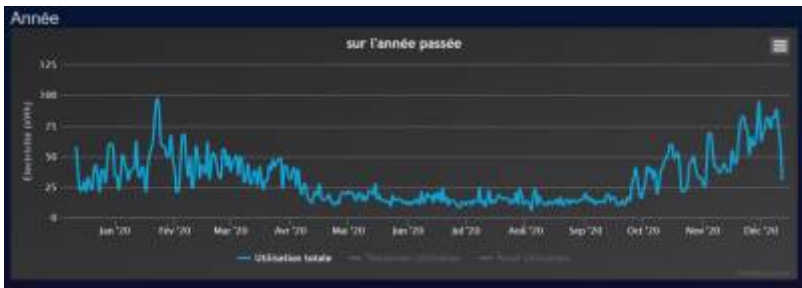 Année
sur l'année passée
125
100
75
50
25
0
Électricité (kWh)
Jan '20
Fév '20
Mar '20
Avr '20
Mai '20
Jun '20
Jul '20
Aoû '20
Sep '20
Oct '20
Nov '20
Déc '20
Utilisation totale